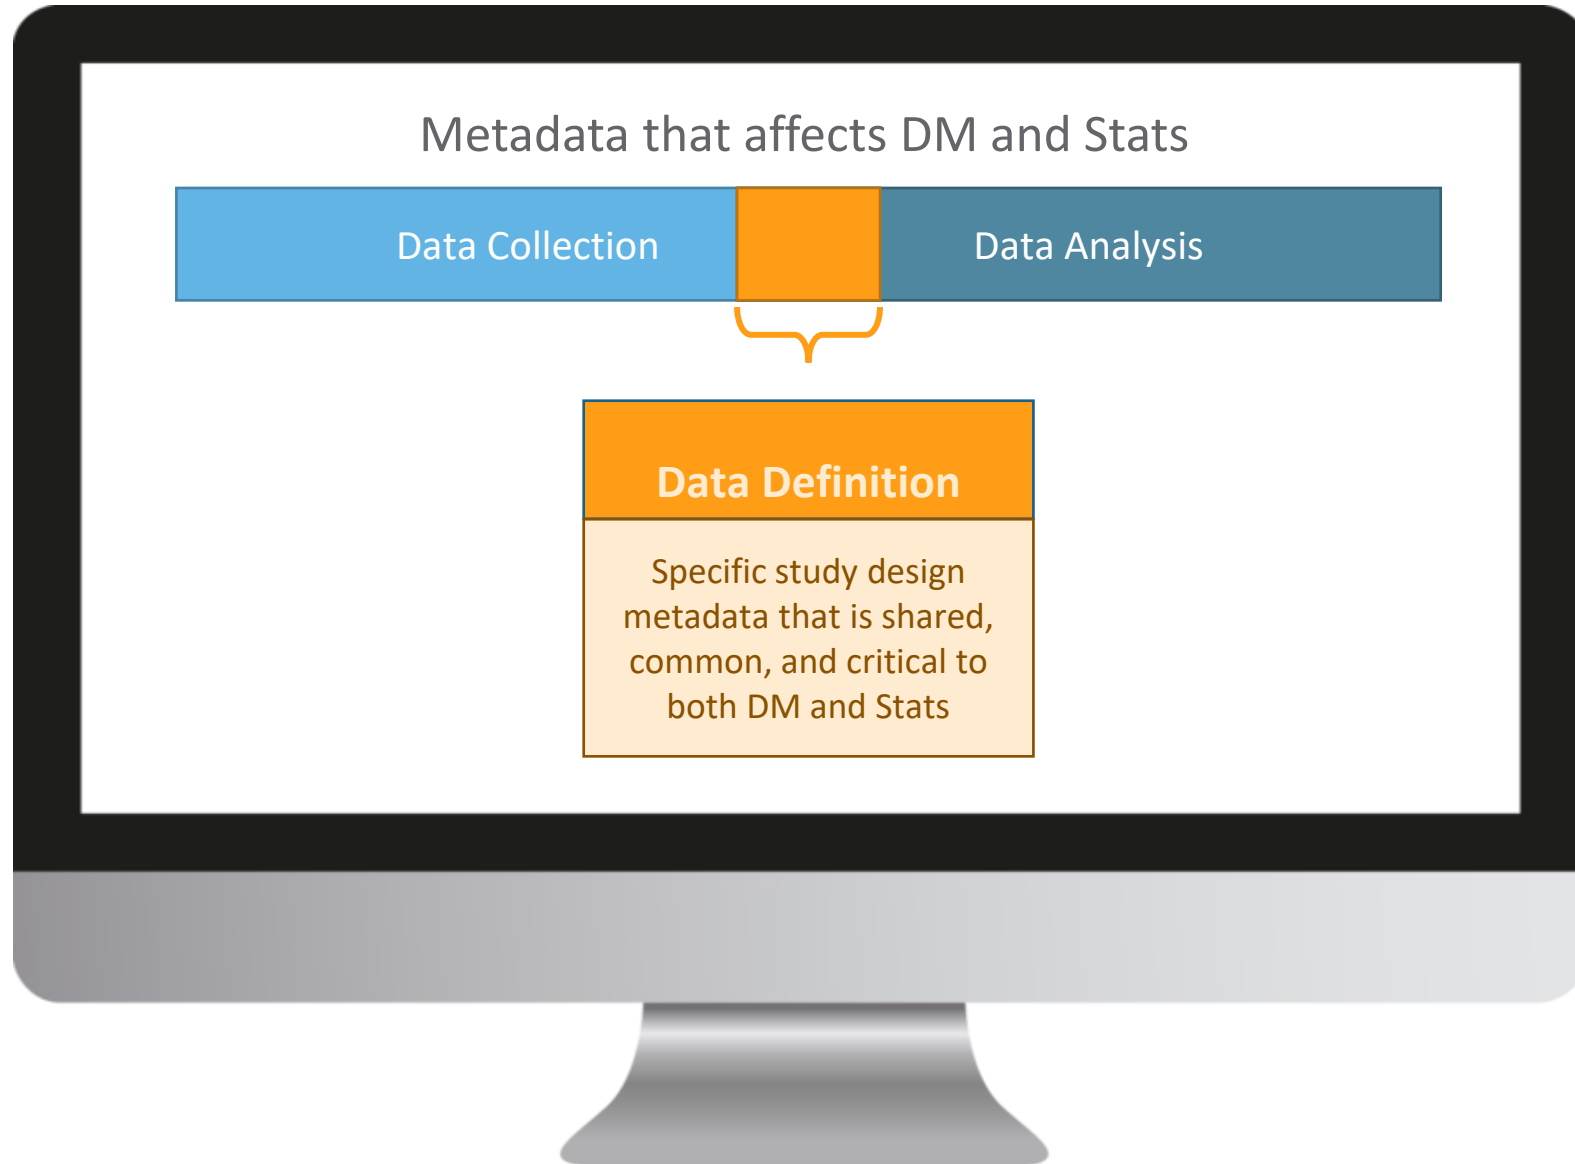 Metadata that affects DM and Stats
Data Collection
Data Analysis
Data Definition
Specific study design
metadata that is shared,
common, and critical to
both DM and Stats